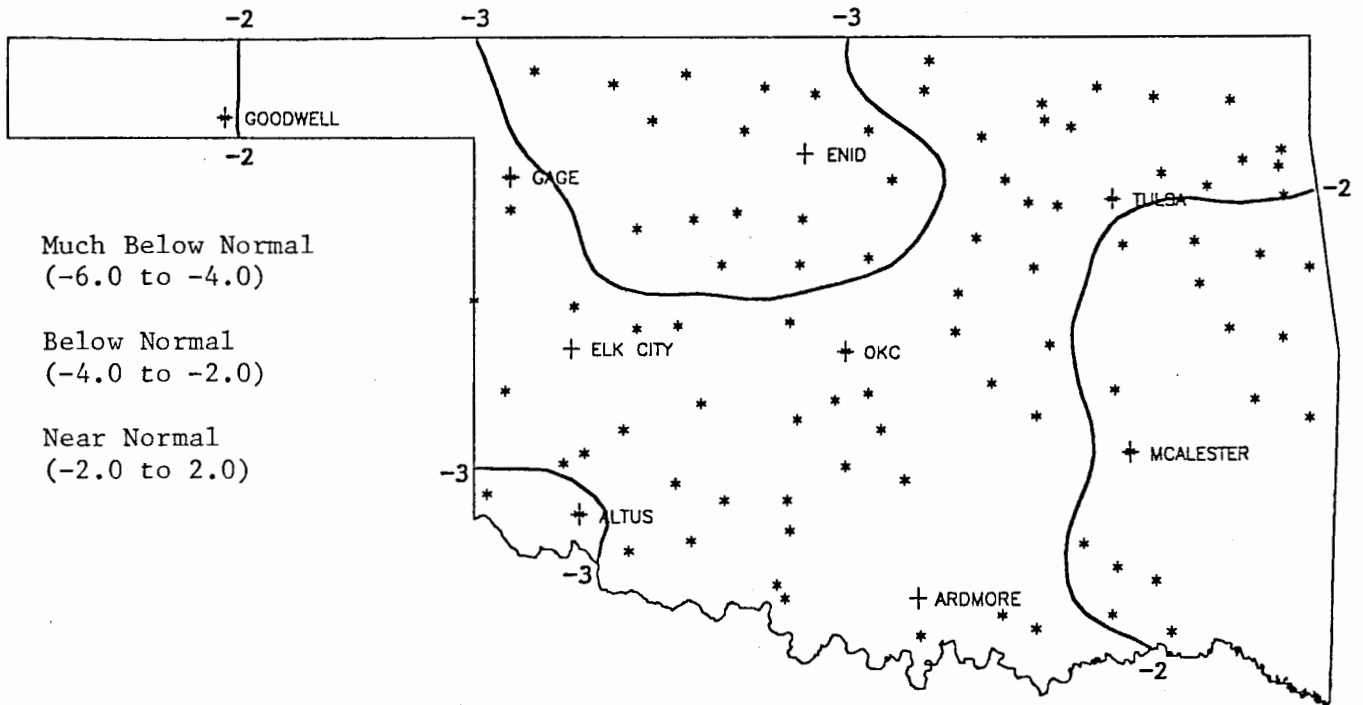 -2
-3
-3
GOODWELL
-2
ENID
GAGE
-2
TULSA
Much Below Normal
(-6.0 to -4.0)
Below Normal
(-4.0 to -2.0)
ELK CITY
OKC
Near Normal
(-2.0 to 2.0)
-3
MCALESTER
ALTUS
-3
ARDMORE
-2